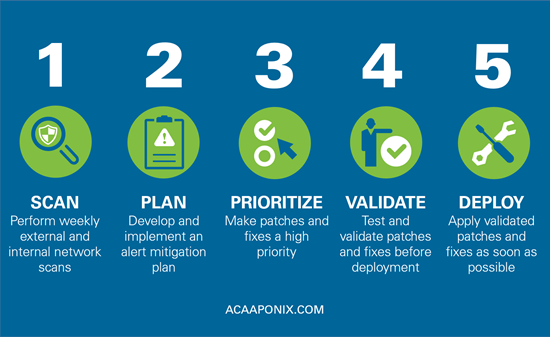 1 2 3 4 5
SCAN
Perform weekly
external and
internal network
scans
PLAN
Develop and
implement an
alert mitigation
plan
PRIORITIZE
Make patches and
fixes a high
priority
VALIDATE
Test and
validate patches
and fixes before
deployment
DEPLOY
Apply validated
patches and
fixes as soon as
possible
ACAAPONIX.COM